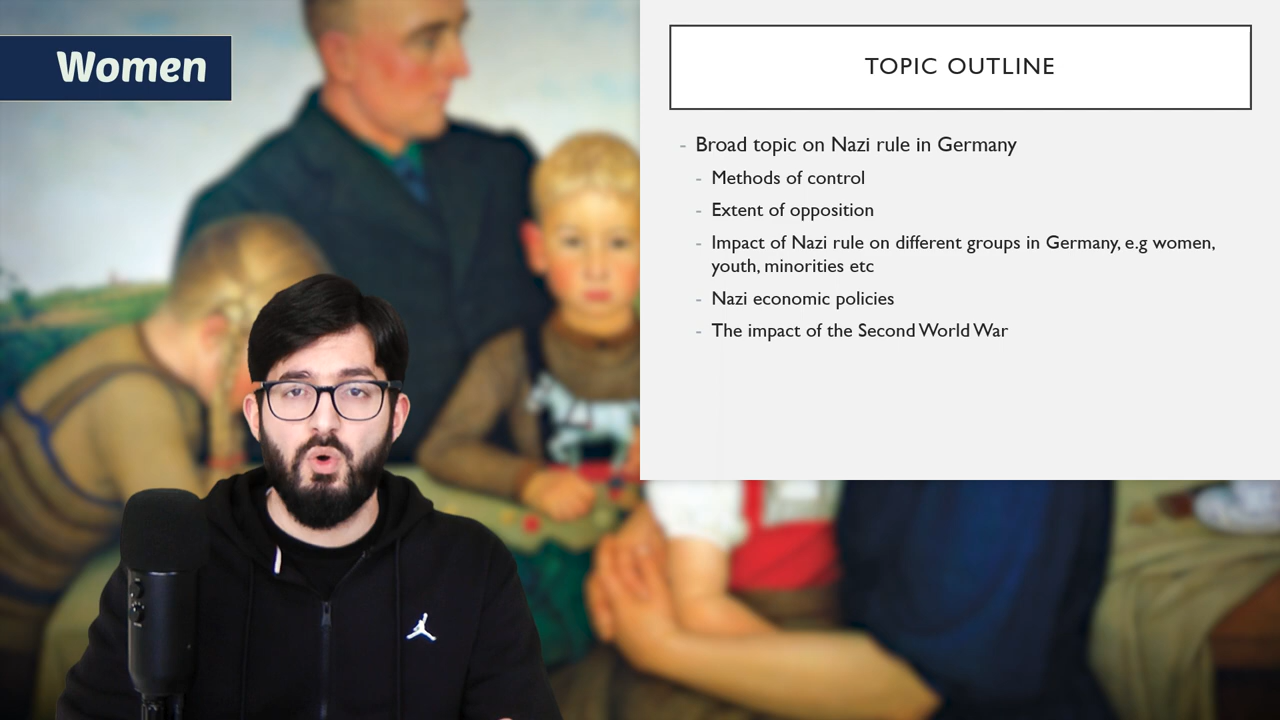 Women
TOPIC OUTLINE
- Broad topic on Nazi rule in Germany
- Methods of control
- Extent of opposition
- Impact of Nazi rule on different groups in Germany, e.g women,
youth, minorities etc
- Nazi economic policies
- The impact of the Second World War